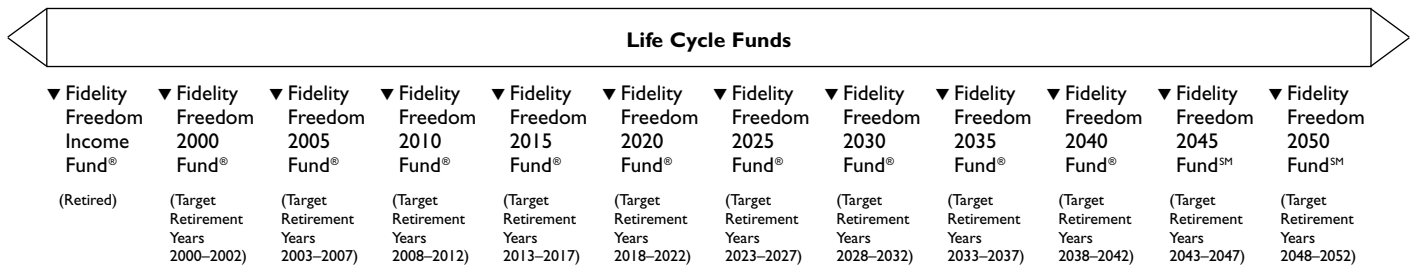 Life Cycle Funds
▼ Fidelity Freedom Income Fund®
(Retired)
▼ Fidelity Freedom 2000 Fund®
(Target Retirement Years 2000–2002)
▼ Fidelity Freedom 2005 Fund®
(Target Retirement Years 2003–2007)
▼ Fidelity Freedom 2010 Fund®
(Target Retirement Years 2008–2012)
▼ Fidelity Freedom 2015 Fund®
(Target Retirement Years 2013–2017)
▼ Fidelity Freedom 2020 Fund®
(Target Retirement Years 2018–2022)
▼ Fidelity Freedom 2025 Fund®
(Target Retirement Years 2023–2027)
▼ Fidelity Freedom 2030 Fund®
(Target Retirement Years 2028–2032)
▼ Fidelity Freedom 2035 Fund®
(Target Retirement Years 2033–2037)
▼ Fidelity Freedom 2040 Fund®
(Target Retirement Years 2038–2042)
▼ Fidelity Freedom 2045 Fund℠
(Target Retirement Years 2043–2047)
▼ Fidelity Freedom 2050 Fund℠
(Target Retirement Years 2048–2052)